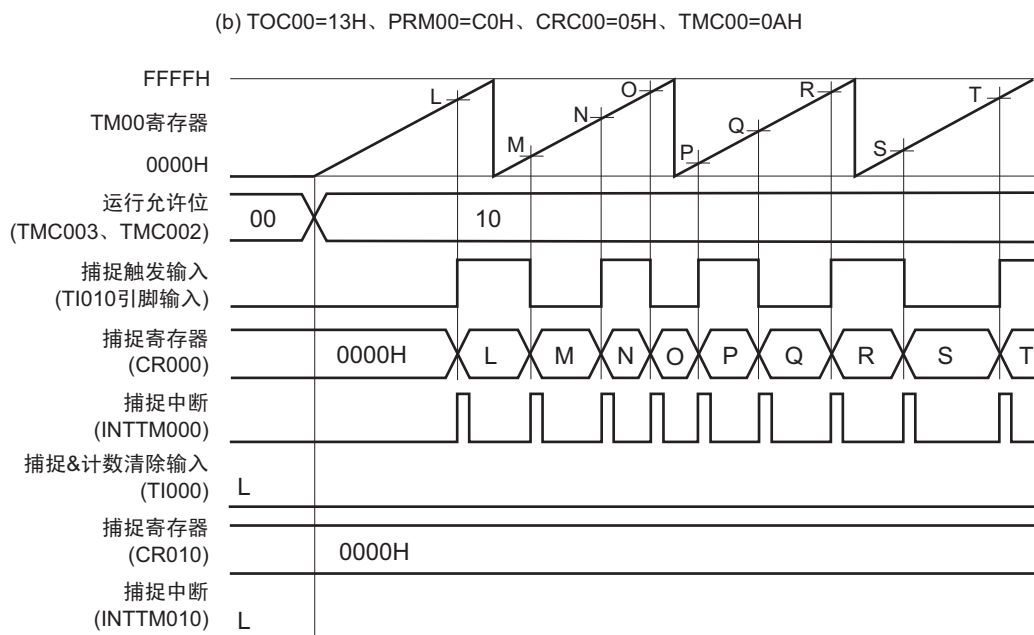 (b) TOC00=13H、PRM00=C0H、CRC00=05H、TMC00=0AH
FFFFH
TM00寄存器
0000H
L
M
N
O
P
Q
R
S
T
运行允许位
(TMC003、TMC002)
00
10
捕捉触发输入
(TI010引脚输入)
捕捉寄存器
(CR000)
0000H
L
M
N
O
P
Q
R
S
T
捕捉中断
(INTTM000)
捕捉&计数清除输入
(TI000)
L
捕捉寄存器
(CR010)
0000H
捕捉中断
(INTTM010)
L